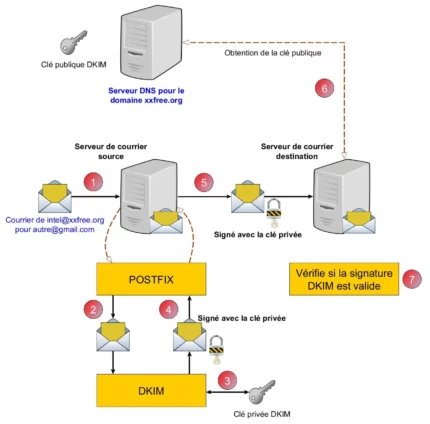 Clé publique DKIM
Obtention de la clé publique
Serveur DNS pour le
domaine xxfree.org
6
Serveur de courrier
source
Serveur de courrier
destination
1
5
Courrier de intel@xxfree.org
pour autre@gmail.com
Signé avec la clé privée
POSTFIX
Vérifie si la signature
DKIM est valide
7
2
4
Signé avec la clé privée
DKIM
3
Clé privée DKIM